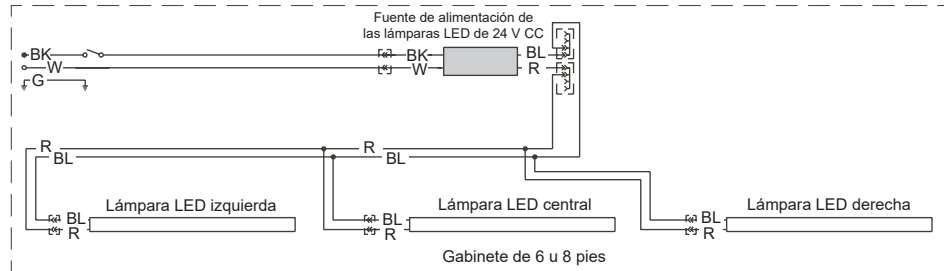 Fuente de alimentación de
las lámparas LED de 24 V CC
BK
BK
BL
W
W
R
G
R
R
BL
BL
Lámpara LED izquierda
Lámpara LED central
Lámpara LED derecha
BL
BL
BL
R
R
R
Gabinete de 6 u 8 pies